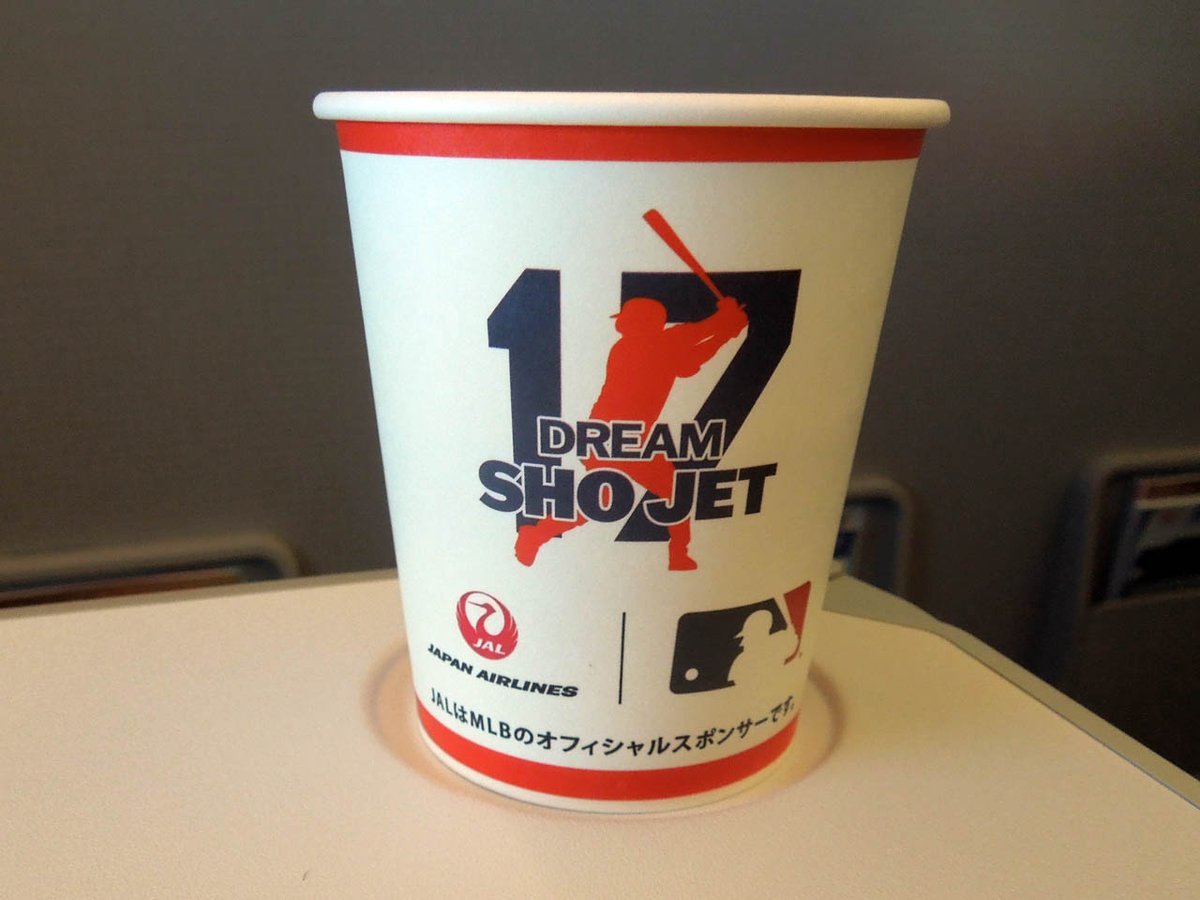 17
DREAM
SHO JET
JAL
JAPAN AIRLINES
JALはMLBのオフィシャルスポンサーです。